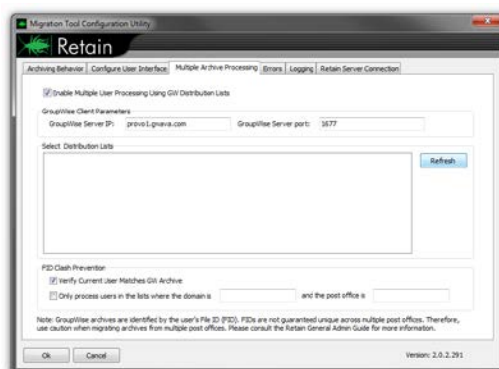 Migration Tool Configuration Utility
Retain
Archiving Behavior Configure User Interface Multiple Archive Processing Errors Logging Retain Server Connection
Enable Multiple User Processing Using GW Distribution Lists
GroupWise Client Parameters
GroupWise Server IP: provo1.gwava.com GroupWise Server port: 1677
Select Distribution Lists
Refresh
FID Clash Prevention
Verify Current User Matches GW Archive
Only process users in the lists where the domain is and the post office is
Note: GroupWise archives are identified by the user's File ID (FID). FIDs are not guaranteed unique across multiple post offices. Therefore,
use caution when migrating archives from multiple post offices. Please consult the Retain General Admin Guide for more information.
Ok Cancel Version: 2.0.2.291